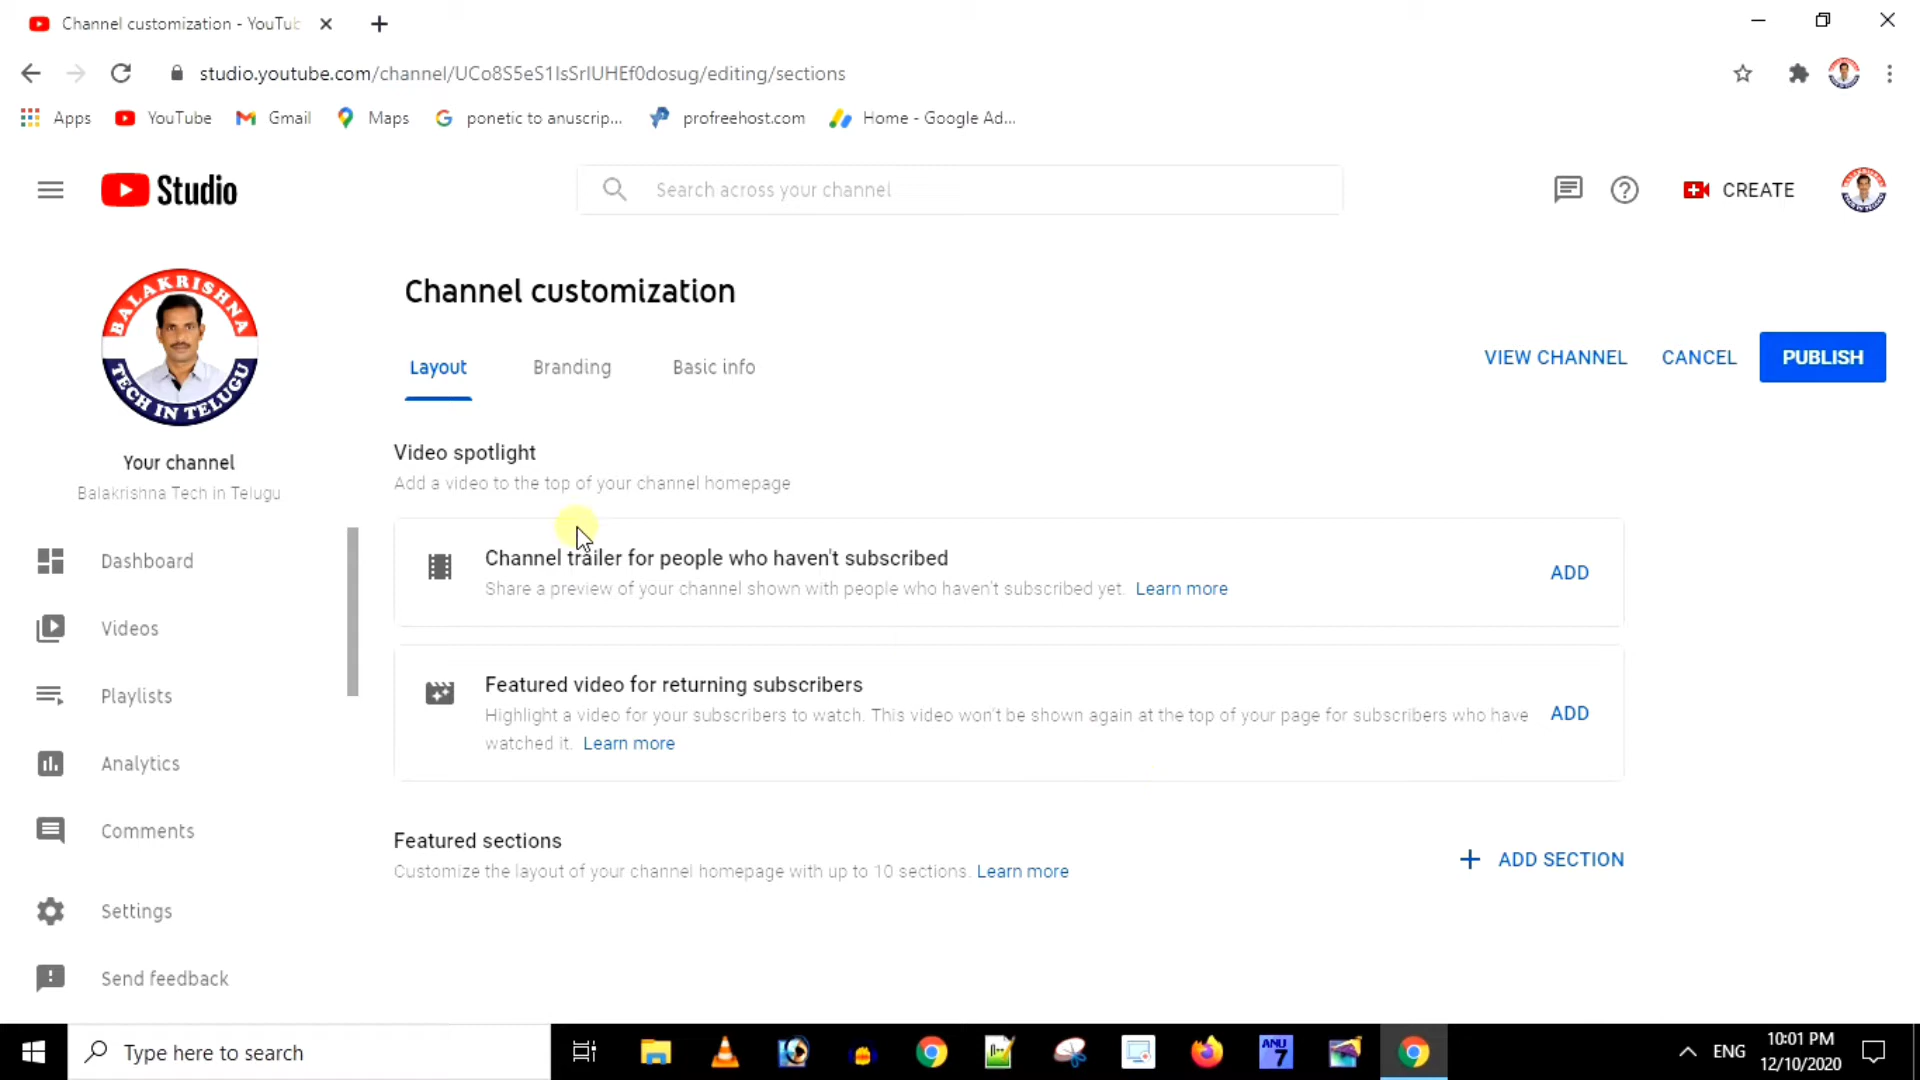 Channel customization - YouTub
studio.youtube.com/channel/UCo8S5eS1IsSrIUHEf0dosug/editing/sections
Apps YouTube Gmail Maps ponetic to anuscrip... profreehost.com Home - Google Ad...
Studio
Search across your channel
CREATE
BALAKRISHNA
TECH IN TELUGU
Your channel
Balakrishna Tech in Telugu
Dashboard
Videos
Playlists
Analytics
Comments
Settings
Send feedback
Channel customization
Layout Branding Basic info
VIEW CHANNEL CANCEL PUBLISH
Video spotlight
Add a video to the top of your channel homepage
Channel trailer for people who haven't subscribed
Share a preview of your channel shown with people who haven't subscribed yet. Learn more
ADD
Featured video for returning subscribers
Highlight a video for your subscribers to watch. This video won't be shown again at the top of your page for subscribers who have
watched it. Learn more
ADD
Featured sections
Customize the layout of your channel homepage with up to 10 sections. Learn more
+ ADD SECTION
Type here to search
ANU
7
ENG
10:01 PM
12/10/2020